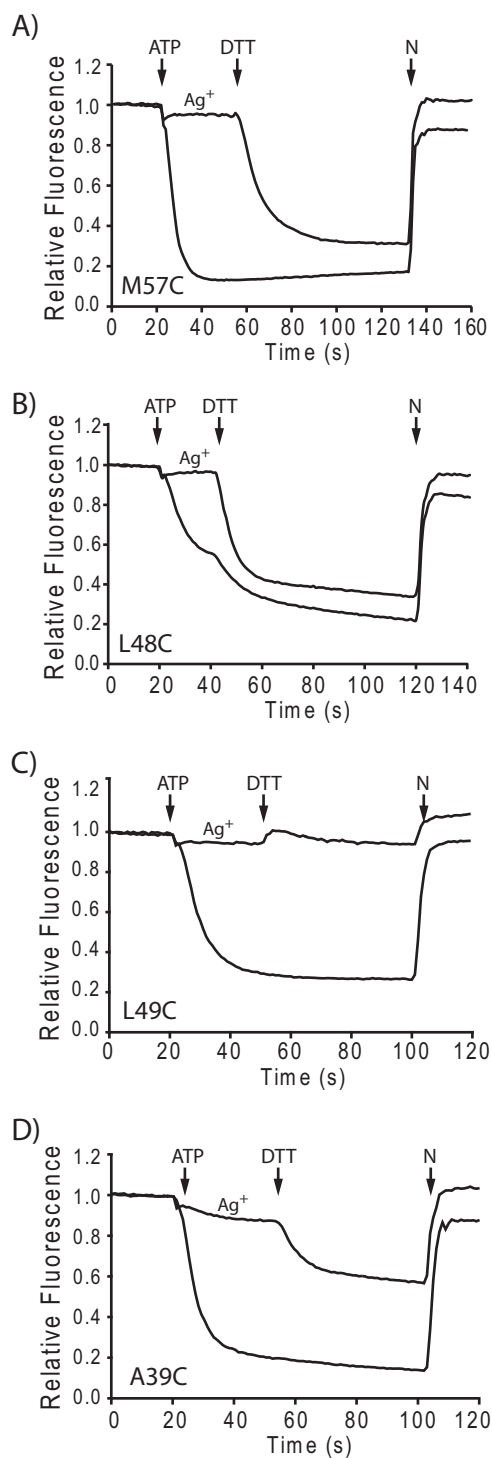 A)
ATP DTT N
1.2
1.0
0.8
0.6
0.4
0.2
0.0
Relative Fluorescence
Ag+
M57C
0 20 40 60 80 100 120 140 160
Time (s)
B)
ATP DTT N
1.2
1.0
0.8
0.6
0.4
0.2
0.0
Relative Fluorescence
Ag+
L48C
0 20 40 60 80 100 120 140
Time (s)
C)
ATP DTT N
1.2
1.0
0.8
0.6
0.4
0.2
0.0
Relative Fluorescence
Ag+
L49C
0 20 40 60 80 100 120
Time (s)
D)
ATP DTT N
1.2
1.0
0.8
0.6
0.4
0.2
0.0
Relative Fluorescence
Ag+
A39C
0 20 40 60 80 100 120
Time (s)